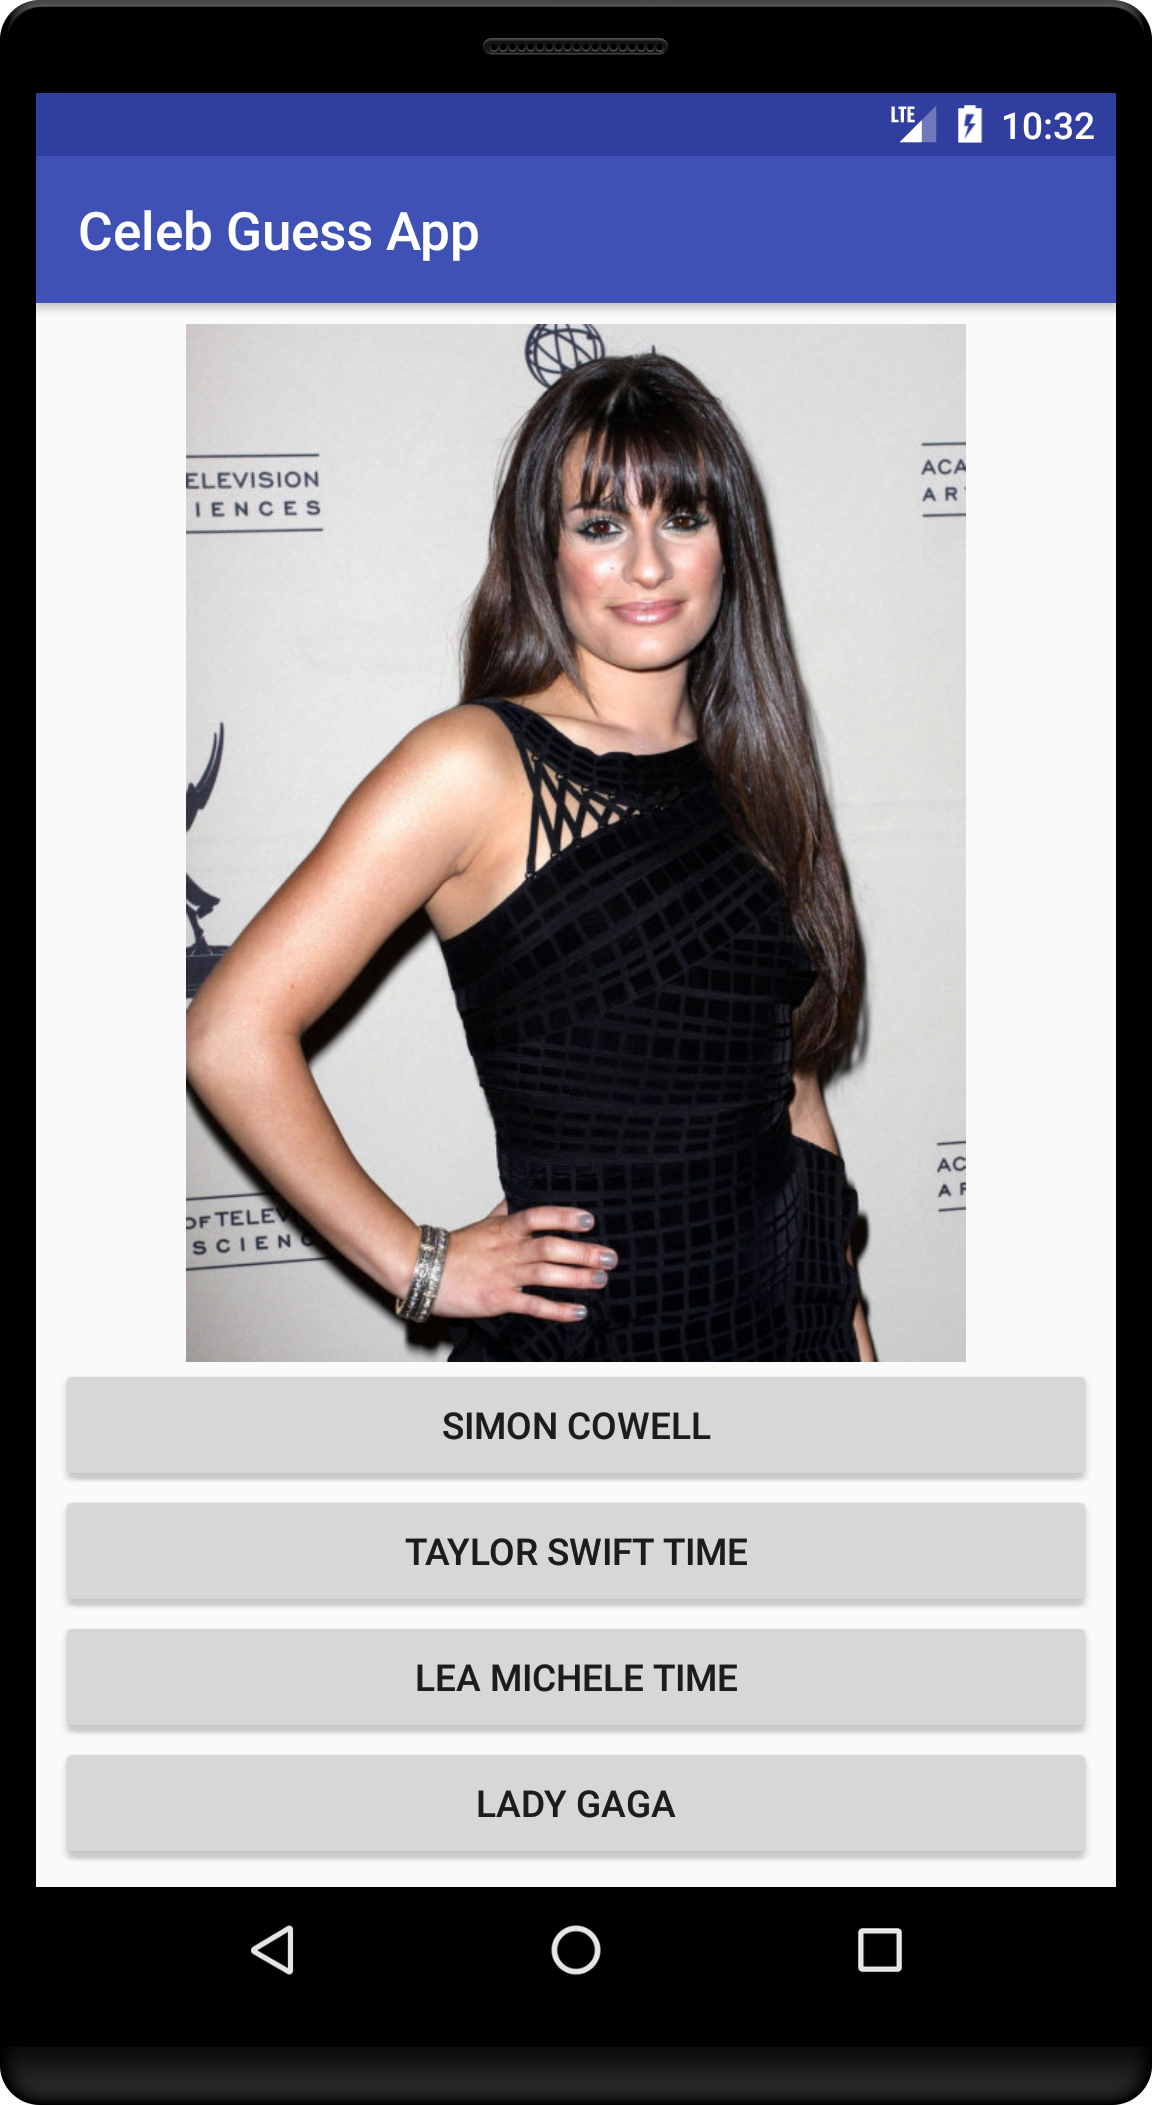 LTE 10:32
Celeb Guess App
ELEVISION
IENCES
ACA
AR
AC
A
OF TELEV
SCIENC
SIMON COWELL
TAYLOR SWIFT TIME
LEA MICHELE TIME
LADY GAGA